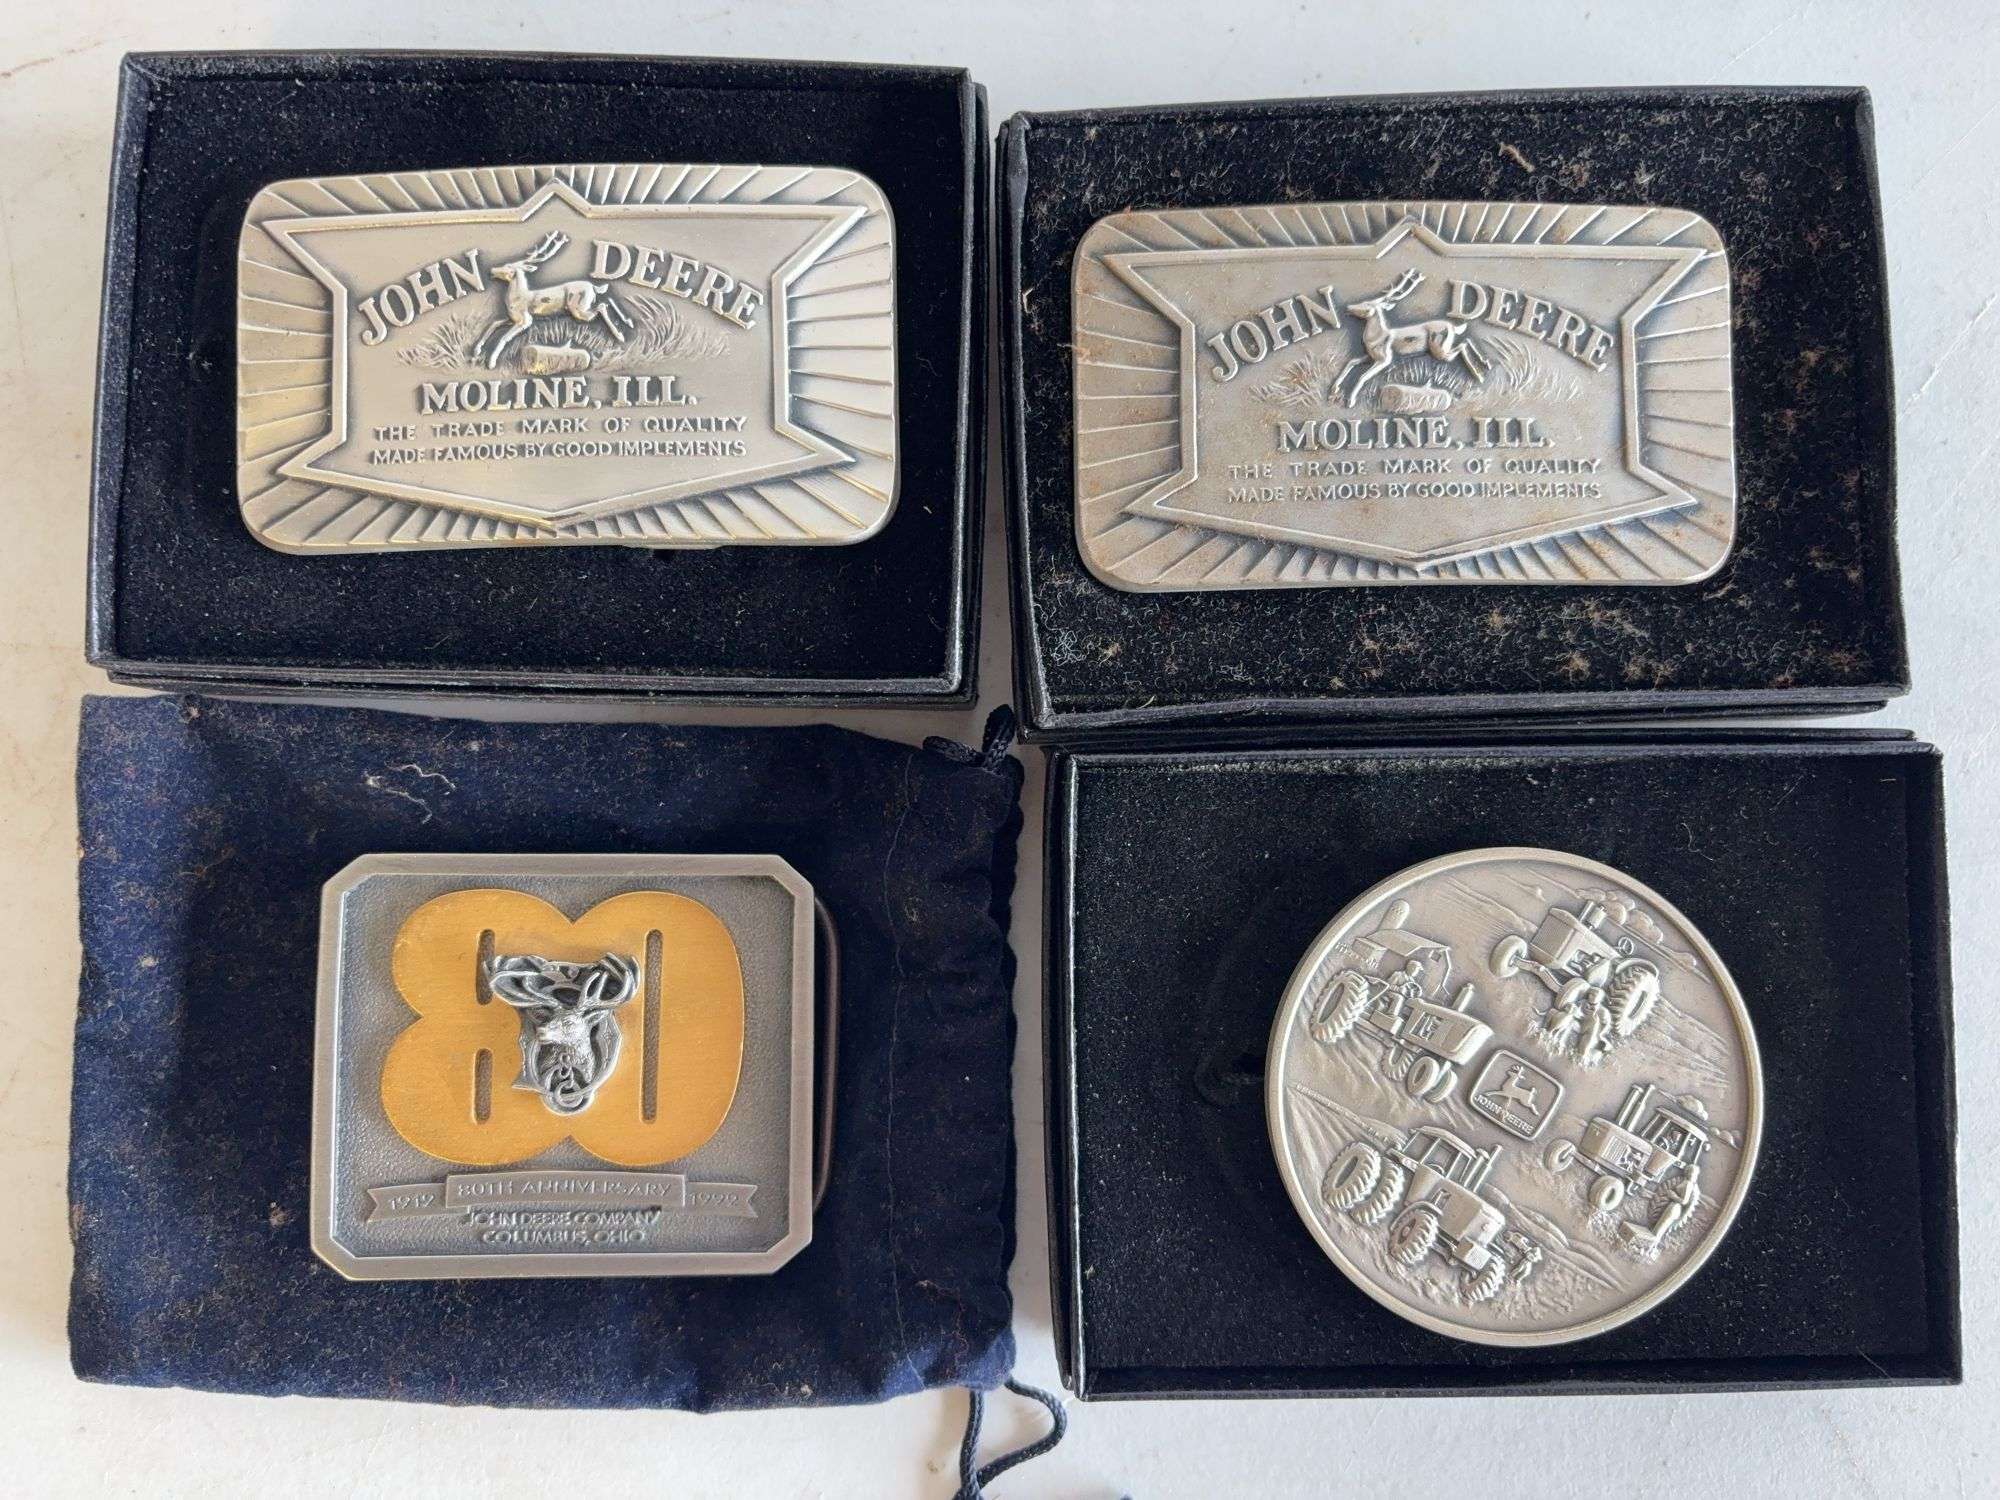 JOHN DEERE
MOLINE, ILL.
THE TRADE MARK OF QUALITY
MADE FAMOUS BY GOOD IMPLEMENTS
JOHN DEERE
MOLINE, ILL.
THE TRADE MARK OF QUALITY
MADE FAMOUS BY GOOD IMPLEMENTS
80
1912 80TH ANNIVERSARY 1992
JOHN DEERE COMPANY
COLUMBUS, OHIO
JOHN DEERE